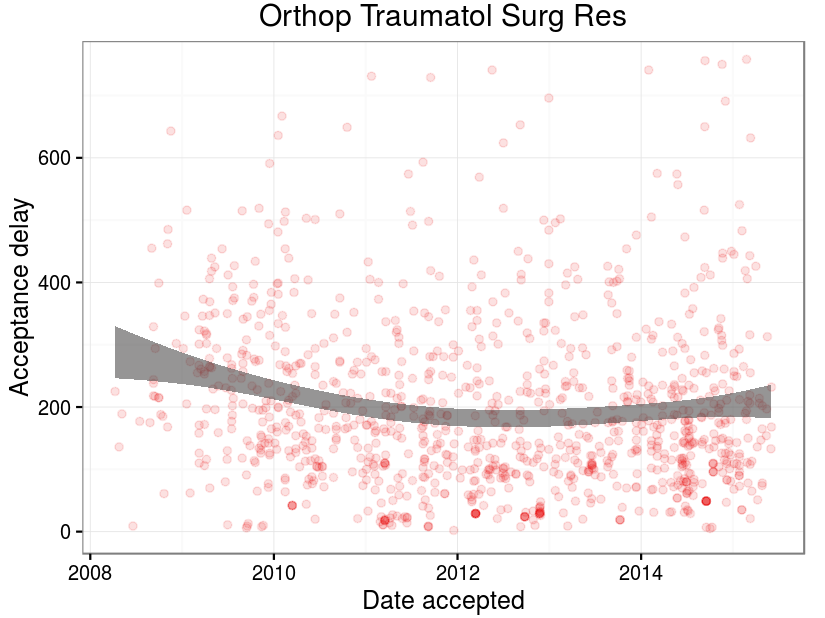 Orthop Traumatol Surg Res
Acceptance delay
600
400
200
0
2008 2010 2012 2014
Date accepted